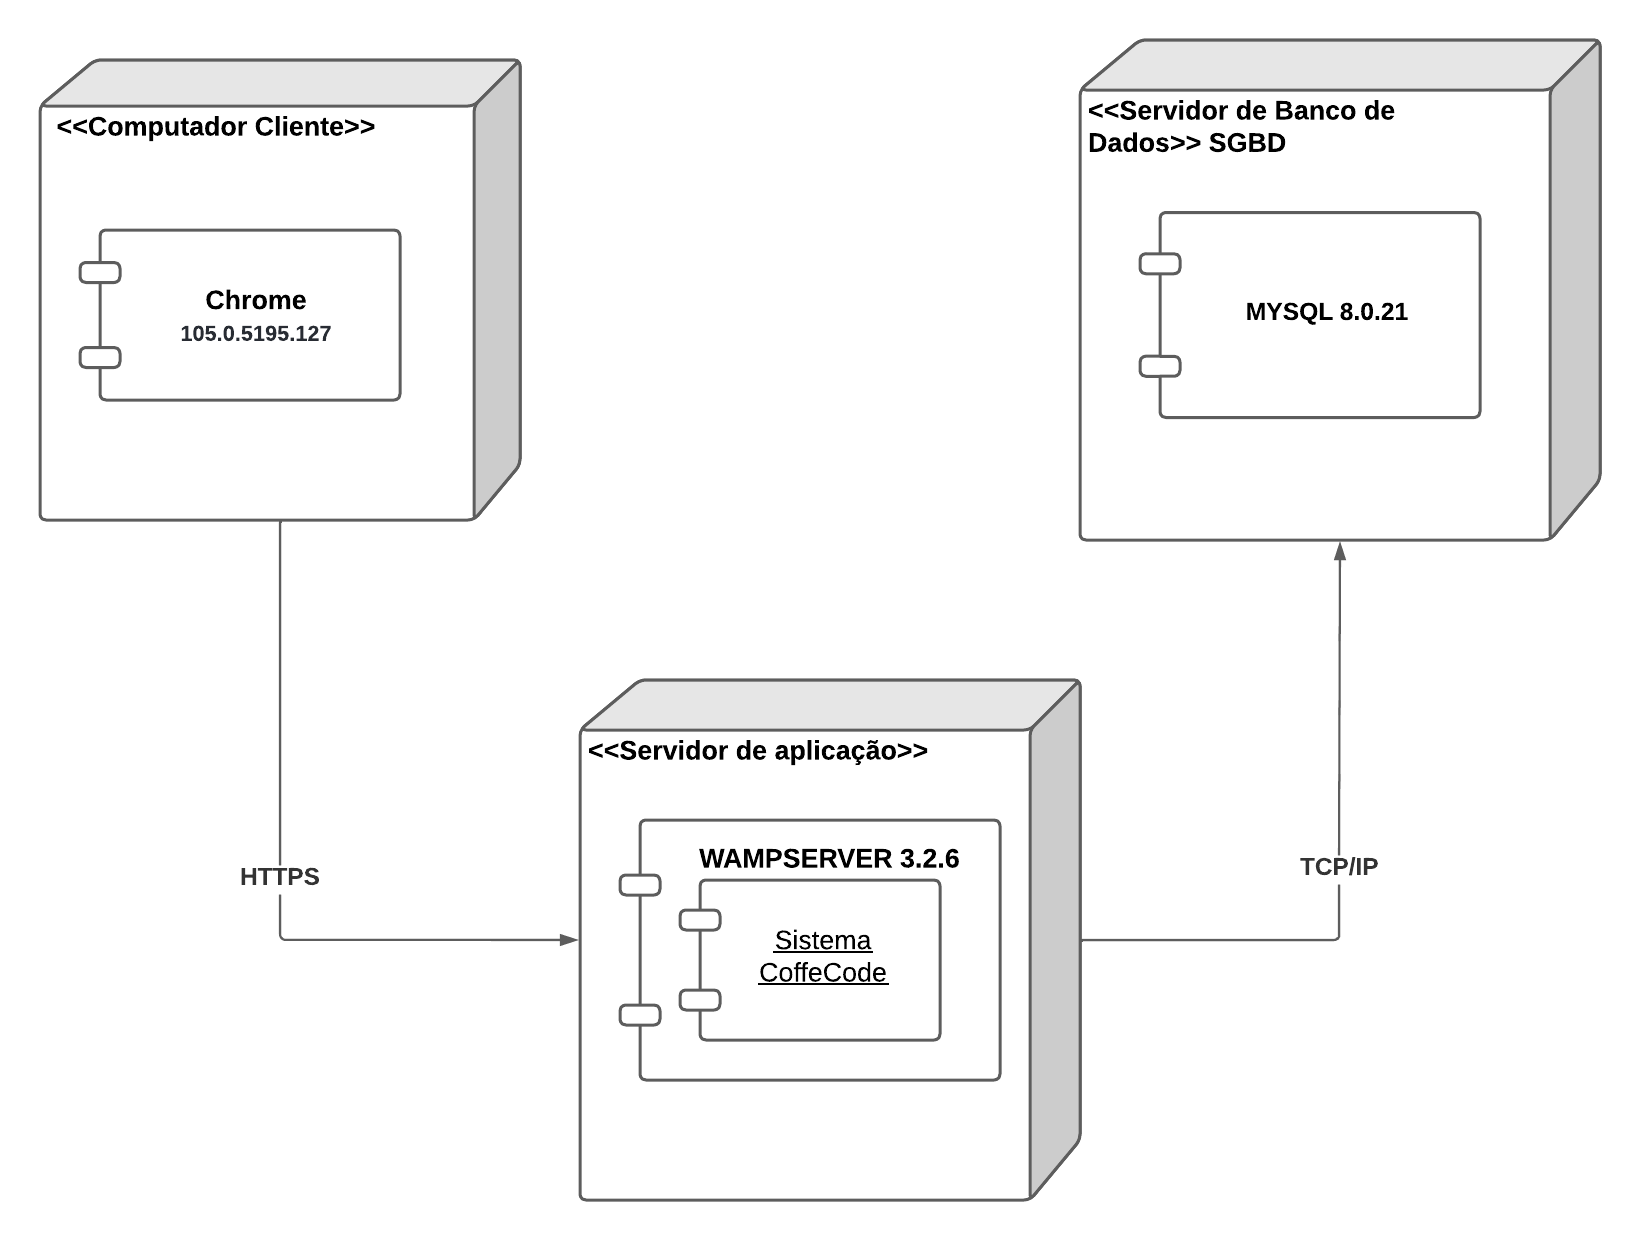 <<Computador Cliente>>
Chrome
105.0.5195.127
<<Servidor de Banco de
Dados>> SGBD
MYSQL 8.0.21
HTTPS
TCP/IP
<<Servidor de aplicação>>
WAMPSERVER 3.2.6
Sistema
CoffeCode